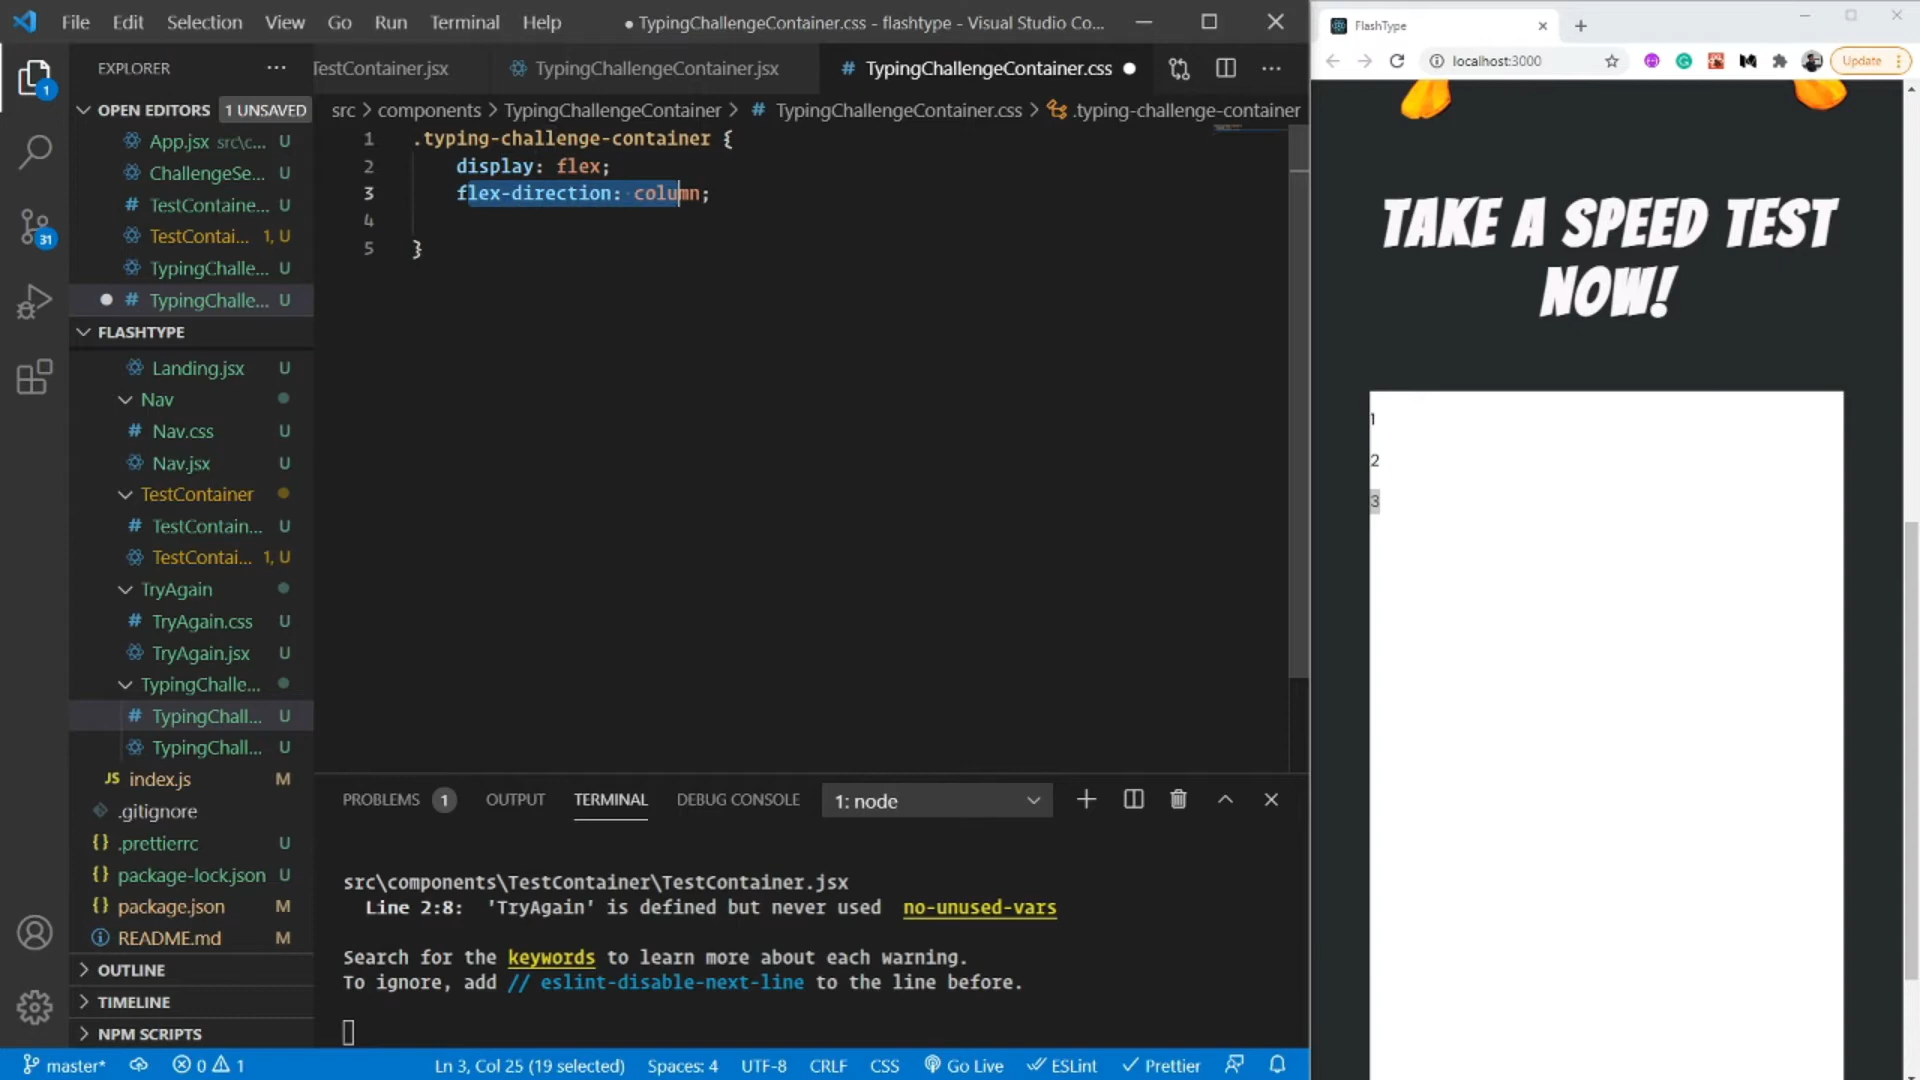 File Edit Selection View Go Run Terminal Help
● TypingChallengeContainer.css - flashtype - Visual Studio Co...
EXPLORER
OPEN EDITORS 1 UNSAVED
App.jsx src\c... U
ChallengeSe... U
# TestContaine... U
TestContai... 1, U
TypingChalle... U
● # TypingChalle... U
FLASHTYPE
Landing.jsx U
Nav
# Nav.css U
Nav.jsx U
TestContainer
# TestContain... U
TestContai... 1, U
TryAgain
# TryAgain.css U
TryAgain.jsx U
TypingChalle...
# TypingChall... U
TypingChall... U
JS index.js M
.gitignore
{} .prettierrc U
{} package-lock.json U
{} package.json M
README.md M
OUTLINE
TIMELINE
NPM SCRIPTS
1
31
TestContainer.jsx TypingChallengeContainer.jsx # TypingChallengeContainer.css ●
src > components > TypingChallengeContainer > # TypingChallengeContainer.css > .typing-challenge-container
1 .typing-challenge-container {
2 display: flex;
3 flex-direction: column;
4
5 }
PROBLEMS 1 OUTPUT TERMINAL DEBUG CONSOLE 1: node
src\components\TestContainer\TestContainer.jsx
Line 2:8: 'TryAgain' is defined but never used no-unused-vars
Search for the keywords to learn more about each warning.
To ignore, add // eslint-disable-next-line to the line before.
master* 0 1 Ln 3, Col 25 (19 selected) Spaces: 4 UTF-8 CRLF CSS Go Live ESLint Prettier
FlashType
localhost:3000
Update
TAKE A SPEED TEST
NOW!
1
2
3